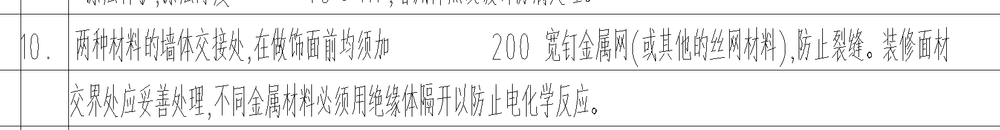 10. 两种材料的墙体交接处,在做饰面前均须加 200 宽钉金属网(或其他的丝网材料),防止裂缝。装修面材
交界处应妥善处理,不同金属材料必须用绝缘体隔开以防止电化学反应。